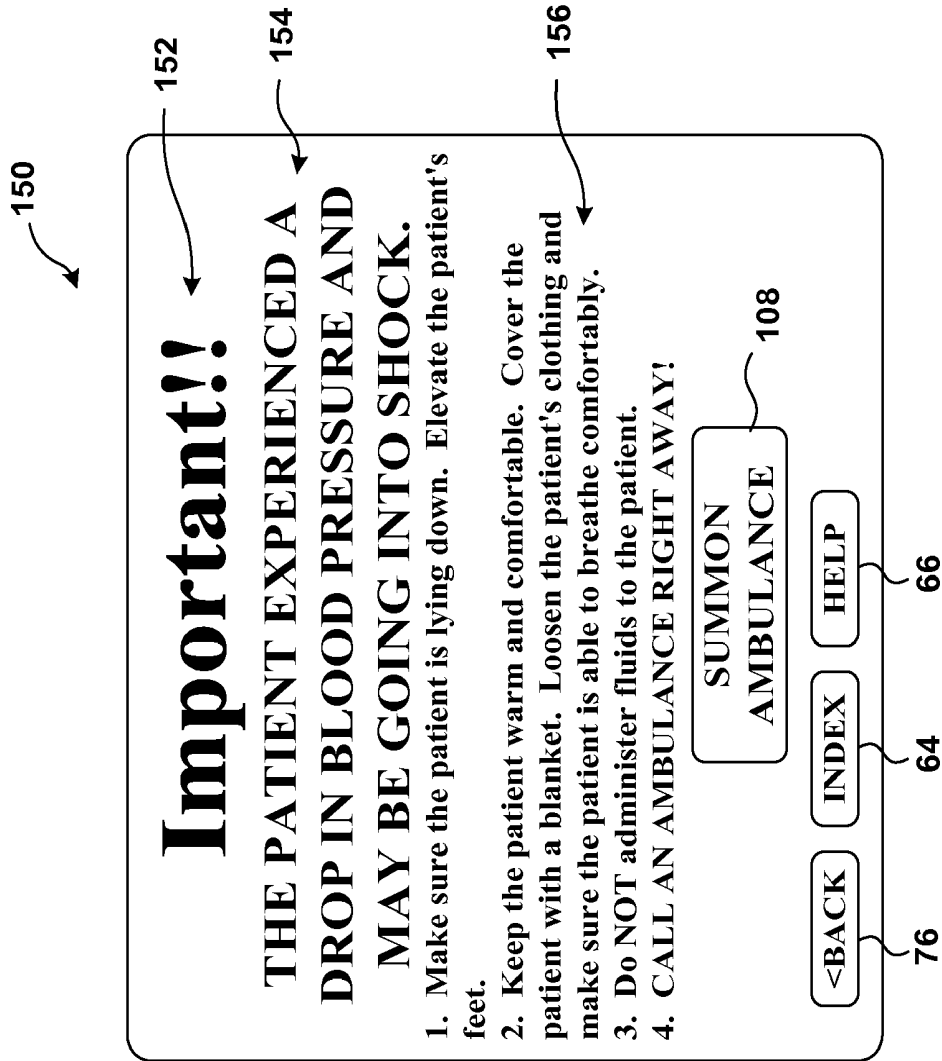 150
152
Important!!
154
THE PATIENT EXPERIENCED A
DROP IN BLOOD PRESSURE AND
MAY BE GOING INTO SHOCK.
1. Make sure the patient is lying down. Elevate the patient's
feet.
2. Keep the patient warm and comfortable. Cover the
patient with a blanket. Loosen the patient's clothing and
make sure the patient is able to breathe comfortably.
156
3. Do NOT administer fluids to the patient.
4. CALL AN AMBULANCE RIGHT AWAY!
SUMMON
AMBULANCE
108
<BACK
INDEX
HELP
76
64
66